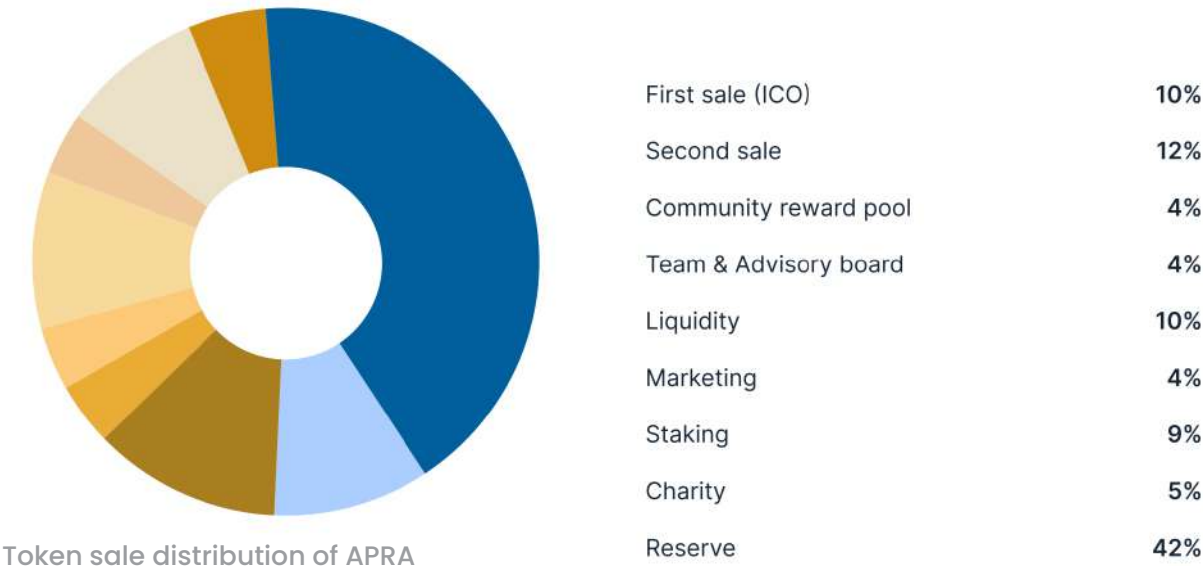 First sale (ICO) 10%
Second sale 12%
Community reward pool 4%
Team & Advisory board 4%
Liquidity 10%
Marketing 4%
Staking 9%
Charity 5%
Reserve 42%
Token sale distribution of APRA